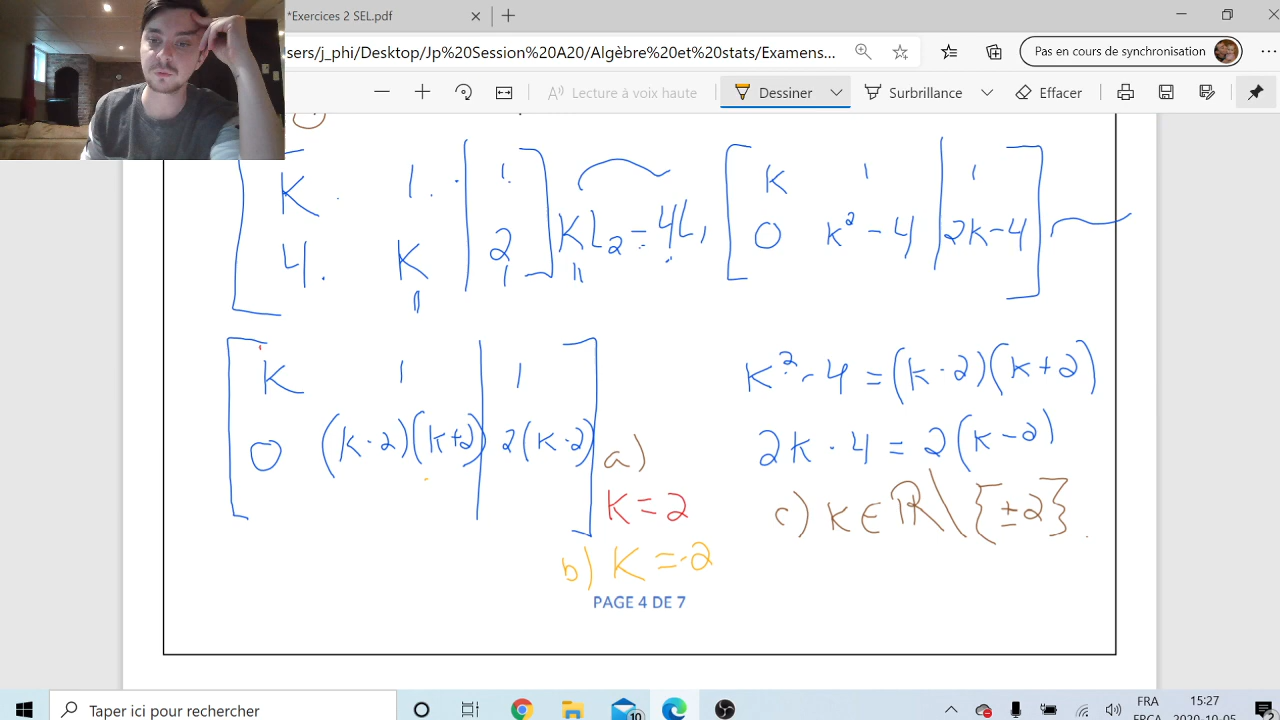 *Exercices 2 SEL.pdf
ers/j_phi/Desktop/Jp%20Session%20A20/Algèbre%20et%20stats/Examens...
Pas en cours de synchronisation
Lecture à voix haute
Dessiner
Surbrillance
Effacer
K 1 | 1
4 K | 2
KL₂-4L₁
K 1 | 1
0 k²-4 | 2k-4
K 1 | 1
0 (k-2)(k+2) | 2(k-2)
k²-4 = (k-2)(k+2)
2k-4 = 2(k-2)
a)
K=2
b) K=-2
c) K∈ℝ\{±2}
PAGE 4 DE 7
Taper ici pour rechercher
10
FRA
15:27